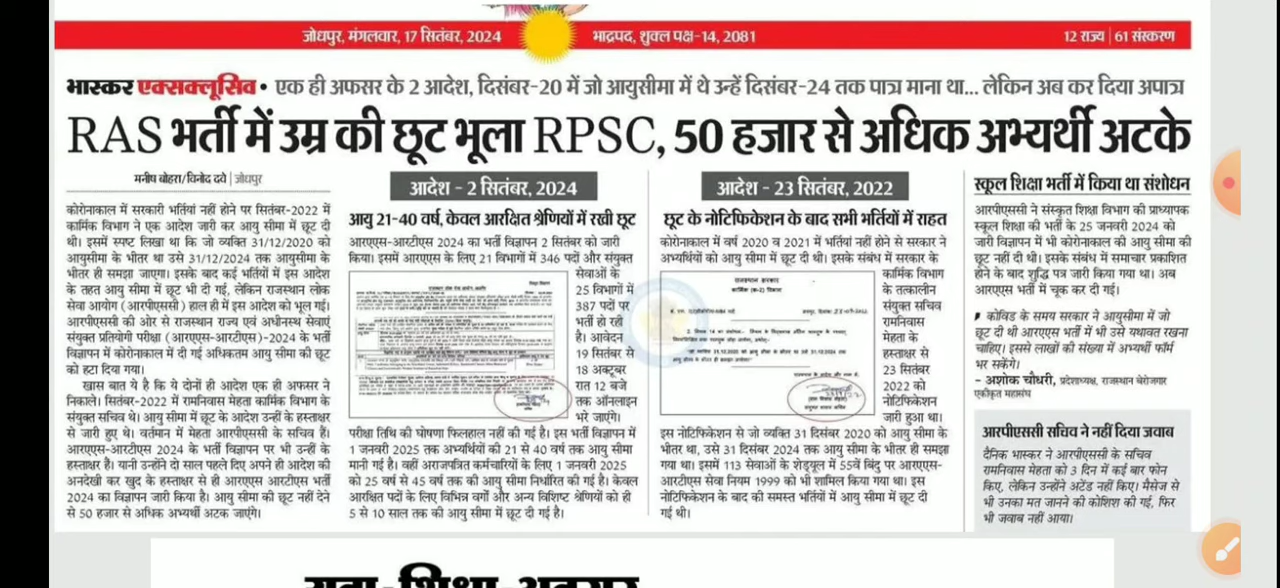 जोधपुर, मंगलवार, 17 सितंबर, 2024
भाद्रपद, शुक्ल पक्ष-14, 2081
12 राज्य | 61 संस्करण
भास्कर एक्सक्लूसिव • एक ही अफसर के 2 आदेश, दिसंबर-20 में जो आयुसीमा में थे उन्हें दिसंबर-24 तक पात्र माना था... लेकिन अब कर दिया अपात्र
RAS भर्ती में उम्र की छूट भूला RPSC, 50 हजार से अधिक अभ्यर्थी अटके
मनीष बोहरा/विनोद दवे | जोधपुर
कोरोनाकाल में सरकारी भर्तियां नहीं होने पर सितंबर-2022 में
कार्मिक विभाग ने एक आदेश जारी कर आयु सीमा में छूट दी
थी। इसमें स्पष्ट लिखा था कि जो व्यक्ति 31/12/2020 को
आयुसीमा के भीतर था उसे 31/12/2024 तक आयुसीमा के
भीतर ही समझा जाएगा। इसके बाद कई भर्तियों में इस आदेश
के तहत आयु सीमा में छूट भी दी गई, लेकिन राजस्थान लोक
सेवा आयोग (आरपीएससी) हाल ही में इस आदेश को भूल गई।
आरपीएससी की ओर से राजस्थान राज्य एवं अधीनस्थ सेवाएं
संयुक्त प्रतियोगी परीक्षा (आरएएस-आरटीएस)-2024 के भर्ती
विज्ञापन में कोरोनाकाल में दी गई अधिकतम आयु सीमा की छूट
को हटा दिया गया।
खास बात ये है कि ये दोनों ही आदेश एक ही अफसर ने
निकाले। सितंबर-2022 में रामनिवास मेहता कार्मिक विभाग के
संयुक्त सचिव थे। आयु सीमा में छूट के आदेश उन्हीं के हस्ताक्षर
से जारी हुए थे। वर्तमान में मेहता आरपीएससी के सचिव हैं।
आरएएस-आरटीएस 2024 के भर्ती विज्ञापन पर भी उन्हीं के
हस्ताक्षर हैं। यानी उन्होंने दो साल पहले दिए अपने ही आदेश की
अनदेखी कर खुद के हस्ताक्षर से ही आरएएस आरटीएस भर्ती
2024 का विज्ञापन जारी किया है। आयु सीमा की छूट नहीं देने
से 50 हजार से अधिक अभ्यर्थी अटक जाएंगे।
आदेश - 2 सितंबर, 2024
आयु 21-40 वर्ष, केवल आरक्षित श्रेणियों में रखी छूट
आरएएस-आरटीएस 2024 का भर्ती विज्ञापन 2 सितंबर को जारी
किया। इसमें आरएएस के लिए 21 विभागों में 346 पदों और संयुक्त
सेवाओं के
25 विभागों में
387 पदों पर
भर्ती हो रही
है। आवेदन
19 सितंबर से
18 अक्टूबर
रात 12 बजे
तक ऑनलाइन
भरे जाएंगे।
परीक्षा तिथि की घोषणा फिलहाल नहीं की गई है। इस भर्ती विज्ञापन में
1 जनवरी 2025 तक अभ्यर्थियों की 21 से 40 वर्ष तक आयु सीमा
मानी गई है। वहीं अराजपत्रित कर्मचारियों के लिए 1 जनवरी 2025
को 25 वर्ष से 45 वर्ष तक की आयु सीमा निर्धारित की गई है। केवल
आरक्षित पदों के लिए विभिन्न वर्गों और अन्य विशिष्ट श्रेणियों को ही
5 से 10 साल तक की आयु सीमा में छूट दी गई है।
आदेश - 23 सितंबर, 2022
छूट के नोटिफिकेशन के बाद सभी भर्तियों में राहत
कोरोनाकाल में वर्ष 2020 व 2021 में भर्तियां नहीं होने से सरकार ने
अभ्यर्थियों को आयु सीमा में छूट दी थी। इसके संबंध में सरकार के
राजस्थान सरकार
कार्मिक (क-2) विभाग
कार्मिक विभाग
के तत्कालीन
संयुक्त सचिव
रामनिवास
मेहता के
हस्ताक्षर से
23 सितंबर
2022 को
नोटिफिकेशन
जारी हुआ था।
इस नोटिफिकेशन से जो व्यक्ति 31 दिसंबर 2020 को आयु सीमा के
भीतर था, उसे 31 दिसंबर 2024 तक आयु सीमा के भीतर ही समझा
गया था। इसमें 113 सेवाओं के शेड्यूल में 55वें बिंदु पर आरएएस-
आरटीएस सेवा नियम 1999 को भी शामिल किया गया था। इस
नोटिफिकेशन के बाद की समस्त भर्तियों में आयु सीमा में छूट दी
गई थी।
स्कूल शिक्षा भर्ती में किया था संशोधन
आरपीएससी ने संस्कृत शिक्षा विभाग की प्राध्यापक
स्कूल शिक्षा की भर्ती के 25 जनवरी 2024 को
जारी विज्ञापन में भी कोरोनाकाल की आयु सीमा की
छूट नहीं दी थी। इसके संबंध में समाचार प्रकाशित
होने के बाद शुद्धि पत्र जारी किया गया था। अब
आरएएस भर्ती में चूक कर दी गई।
कोविड के समय सरकार ने आयुसीमा में जो
छूट दी थी आरएएस भर्ती में भी उसे यथावत रखना
चाहिए। इससे लाखों की संख्या में अभ्यर्थी फॉर्म
भर सकेंगे।
- अशोक चौधरी, प्रदेशाध्यक्ष, राजस्थान बेरोजगार
एकीकृत महासंघ
आरपीएससी सचिव ने नहीं दिया जवाब
दैनिक भास्कर ने आरपीएससी के सचिव
रामनिवास मेहता को 3 दिन में कई बार फोन
किए, लेकिन उन्होंने अटेंड नहीं किए। मैसेज से
भी उनका मत जानने की कोशिश की गई, फिर
भी जवाब नहीं आया।